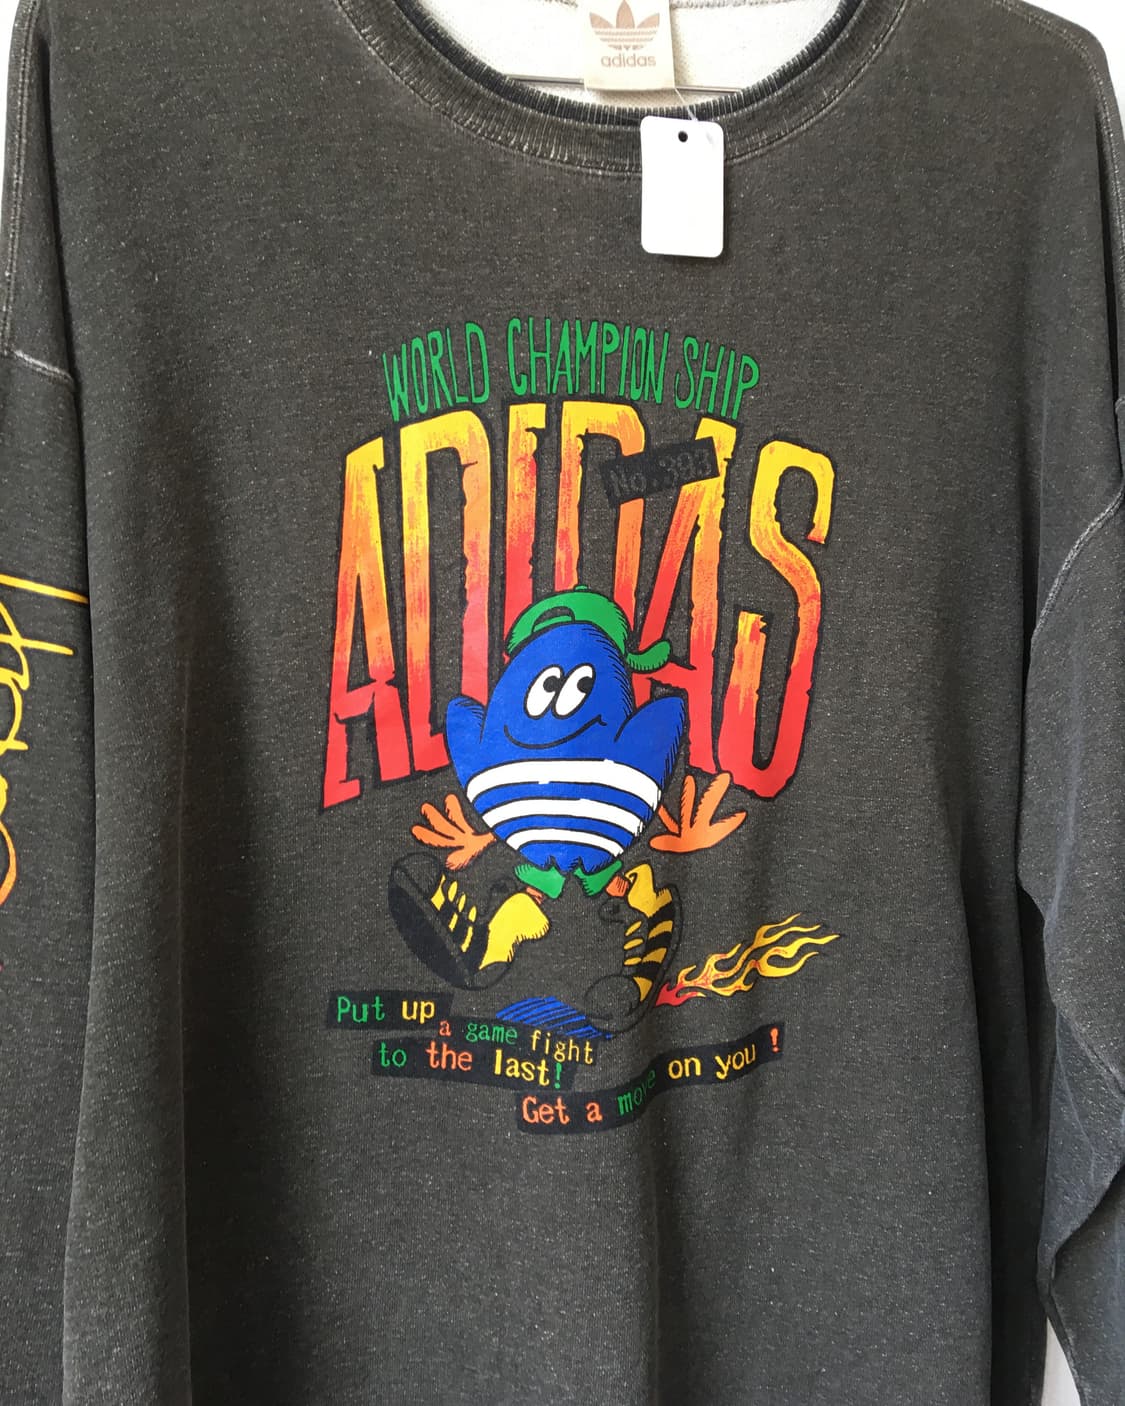 adidas
WORLD CHAMPION SHIP
ADIDAS
No.393
Put up
a game fight
to the last!
Get a move on you !